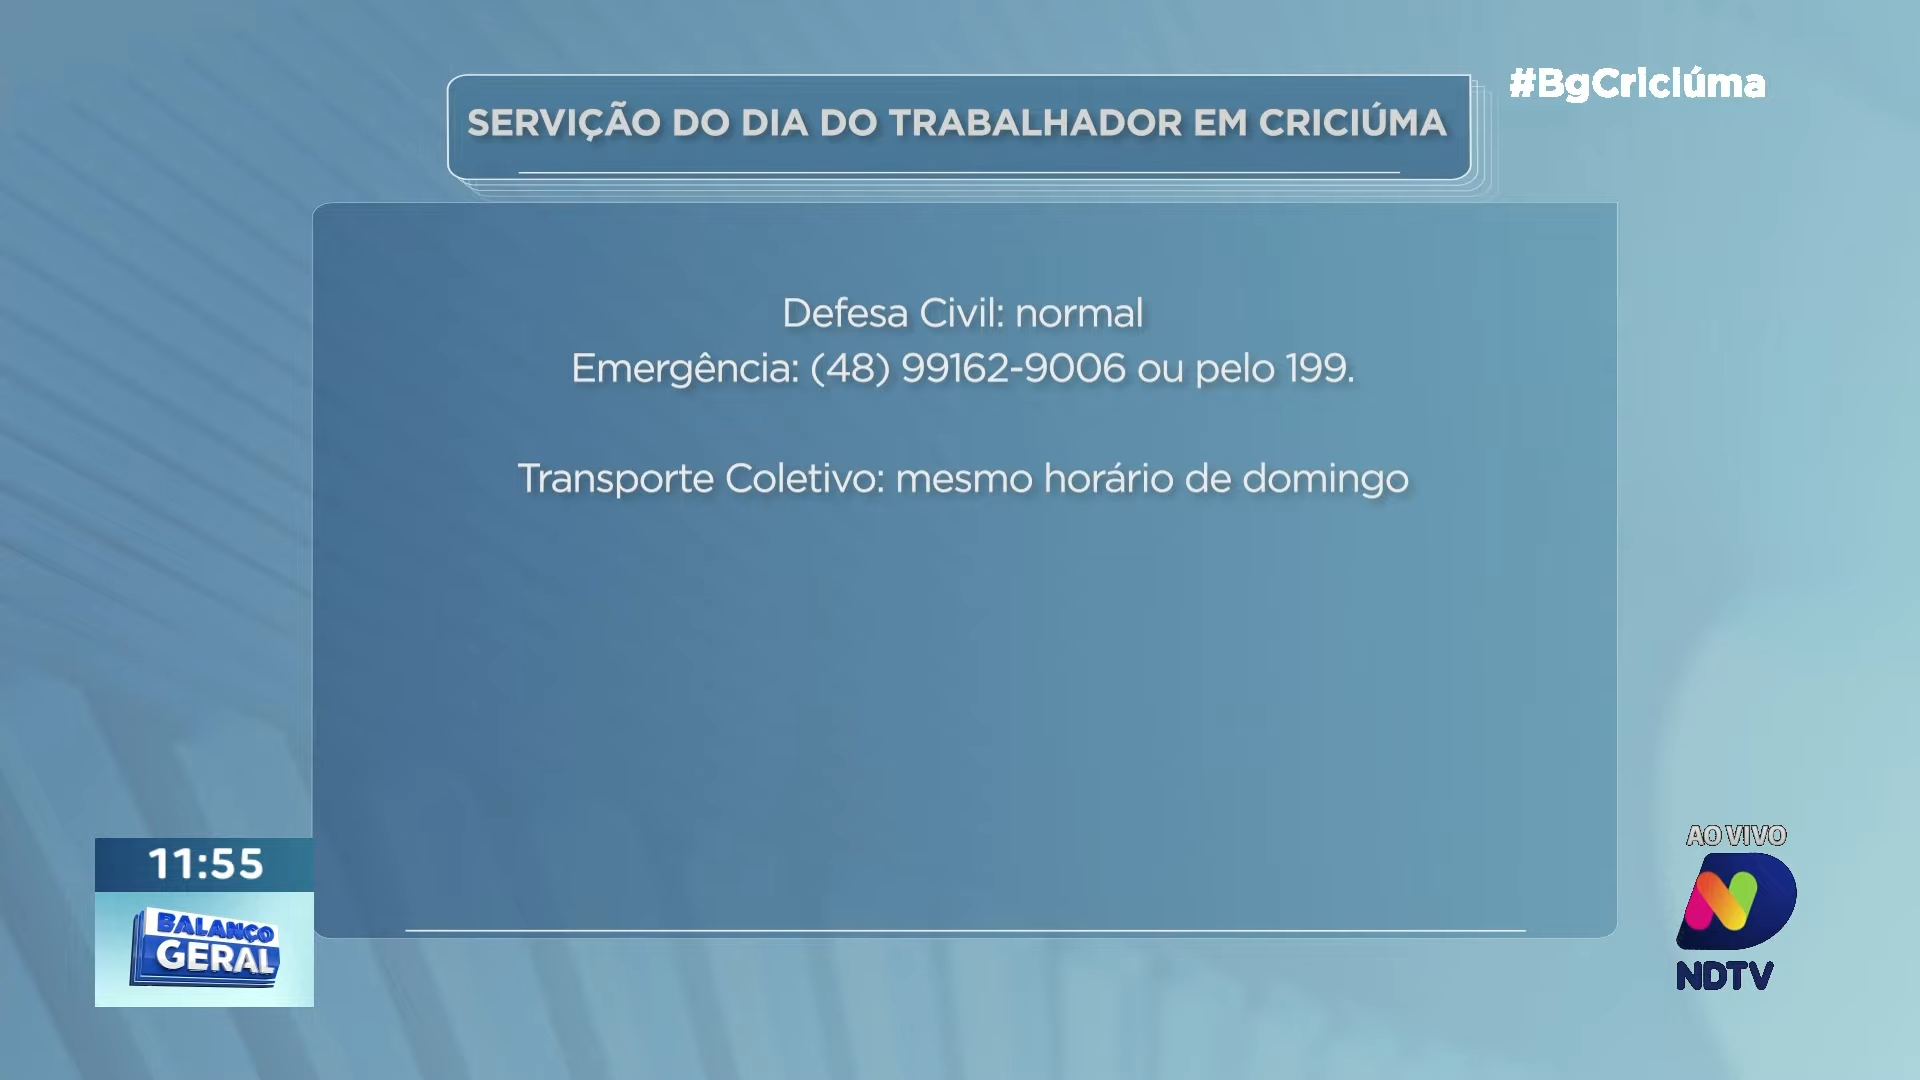 #BgCriciúma
SERVIÇÃO DO DIA DO TRABALHADOR EM CRICIÚMA
Defesa Civil: normal
Emergência: (48) 99162-9006 ou pelo 199.
Transporte Coletivo: mesmo horário de domingo
11:55
BALANÇO
GERAL
AO VIVO
NDTV